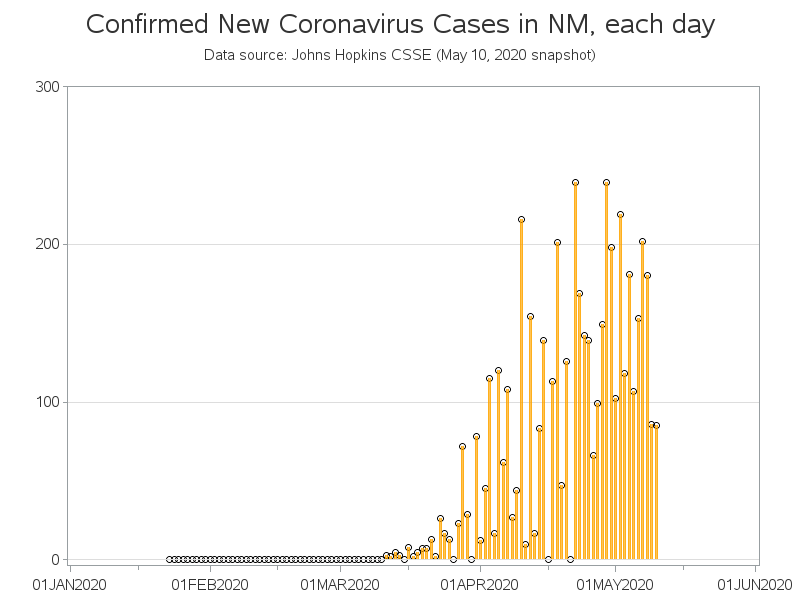 Confirmed New Coronavirus Cases in NM, each day
Data source: Johns Hopkins CSSE (May 10, 2020 snapshot)
300
200
100
0
01JAN2020 01FEB2020 01MAR2020 01APR2020 01MAY2020 01JUN2020